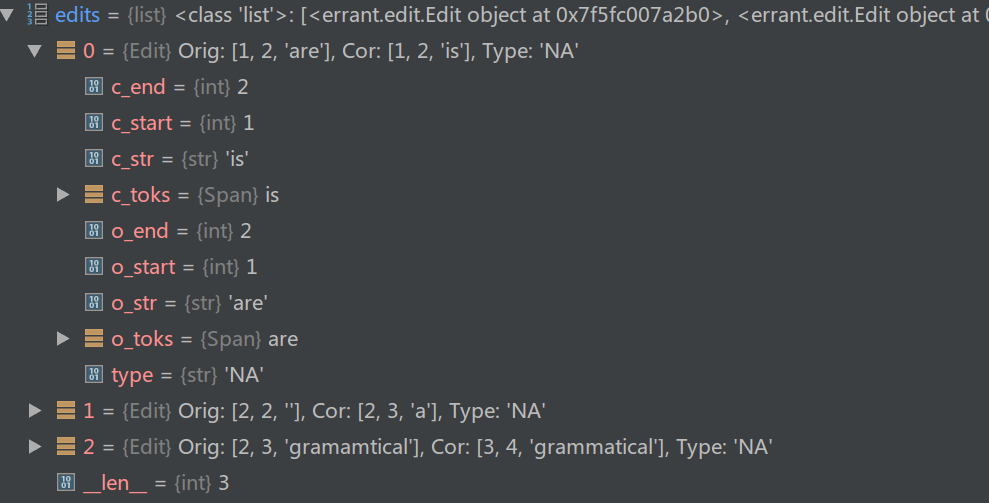 edits = {list} <class 'list'>: [<errant.edit.Edit object at 0x7f5fc007a2b0>, <errant.edit.Edit object at 0
0 = {Edit} Orig: [1, 2, 'are'], Cor: [1, 2, 'is'], Type: 'NA'
c_end = {int} 2
c_start = {int} 1
c_str = {str} 'is'
c_toks = {Span} is
o_end = {int} 2
o_start = {int} 1
o_str = {str} 'are'
o_toks = {Span} are
type = {str} 'NA'
1 = {Edit} Orig: [2, 2, ''], Cor: [2, 3, 'a'], Type: 'NA'
2 = {Edit} Orig: [2, 3, 'gramamtical'], Cor: [3, 4, 'grammatical'], Type: 'NA'
__len__ = {int} 3